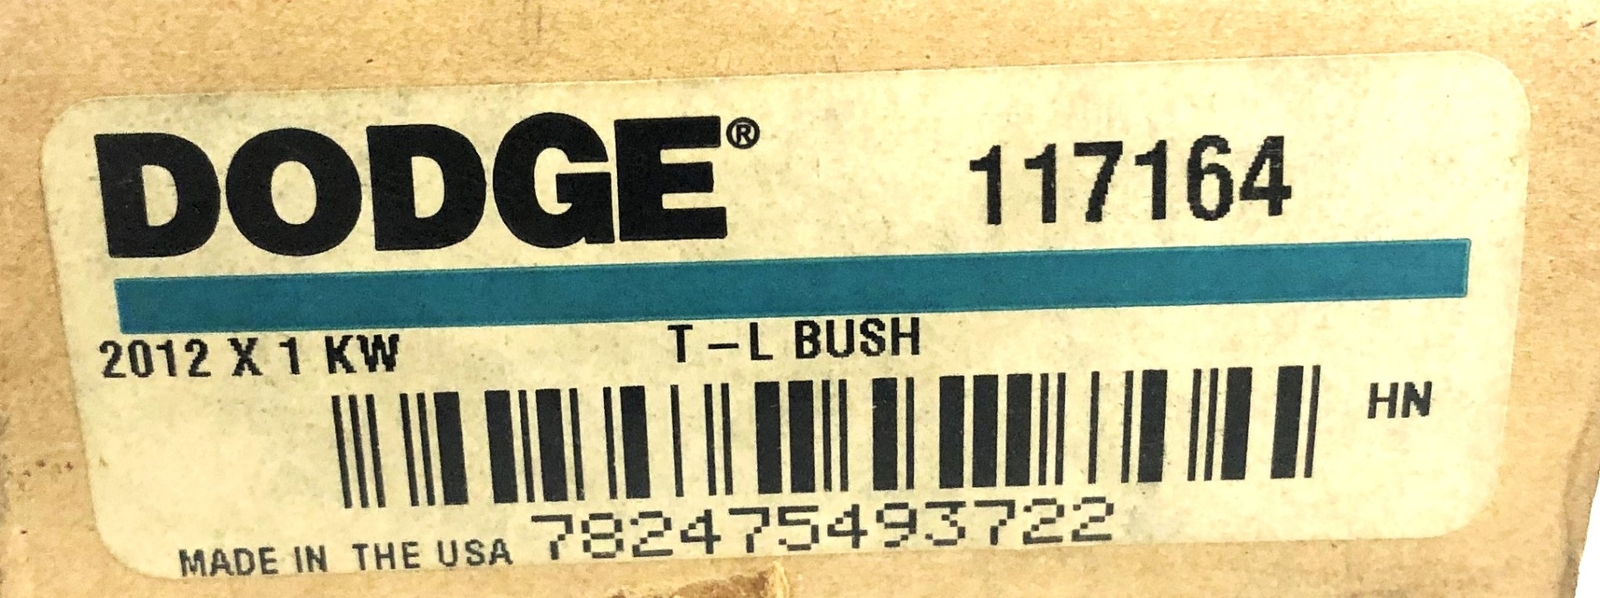 DODGE® 117164
2012 X 1 KW T-L BUSH
HN
MADE IN THE USA 782475493722